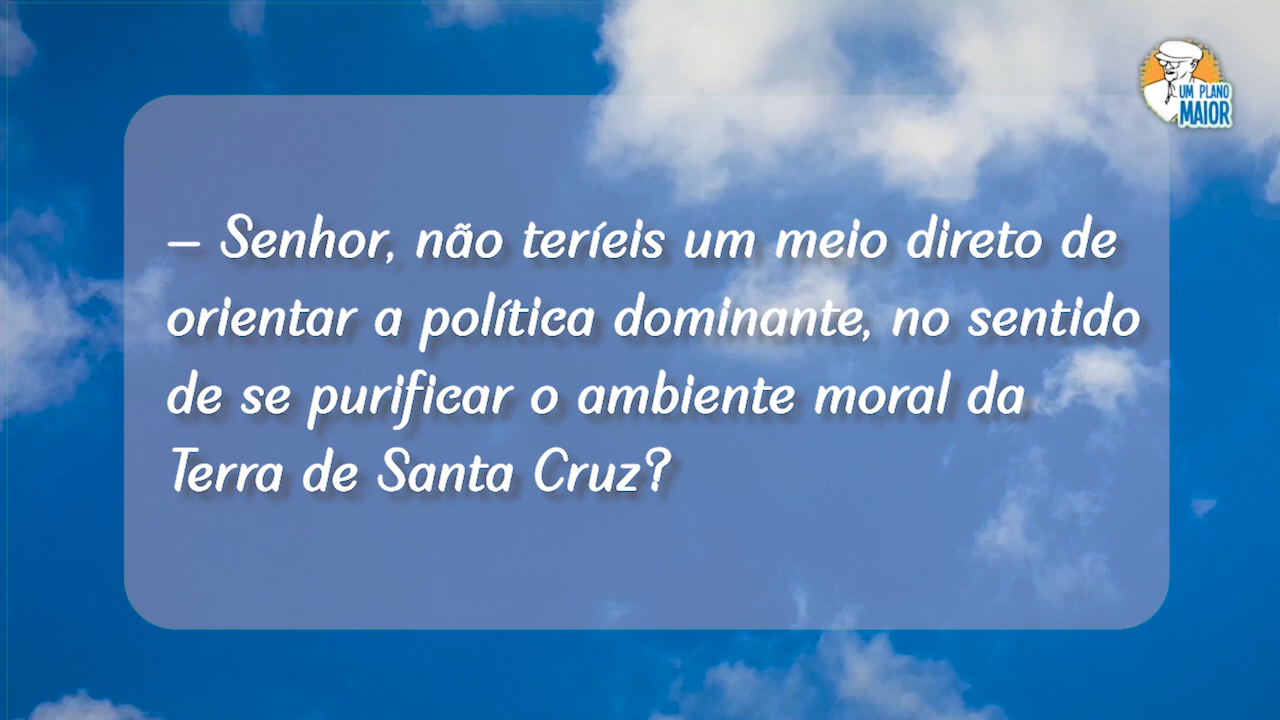 UM PLANO
MAIOR
– Senhor, não teríeis um meio direto de
orientar a política dominante, no sentido
de se purificar o ambiente moral da
Terra de Santa Cruz?